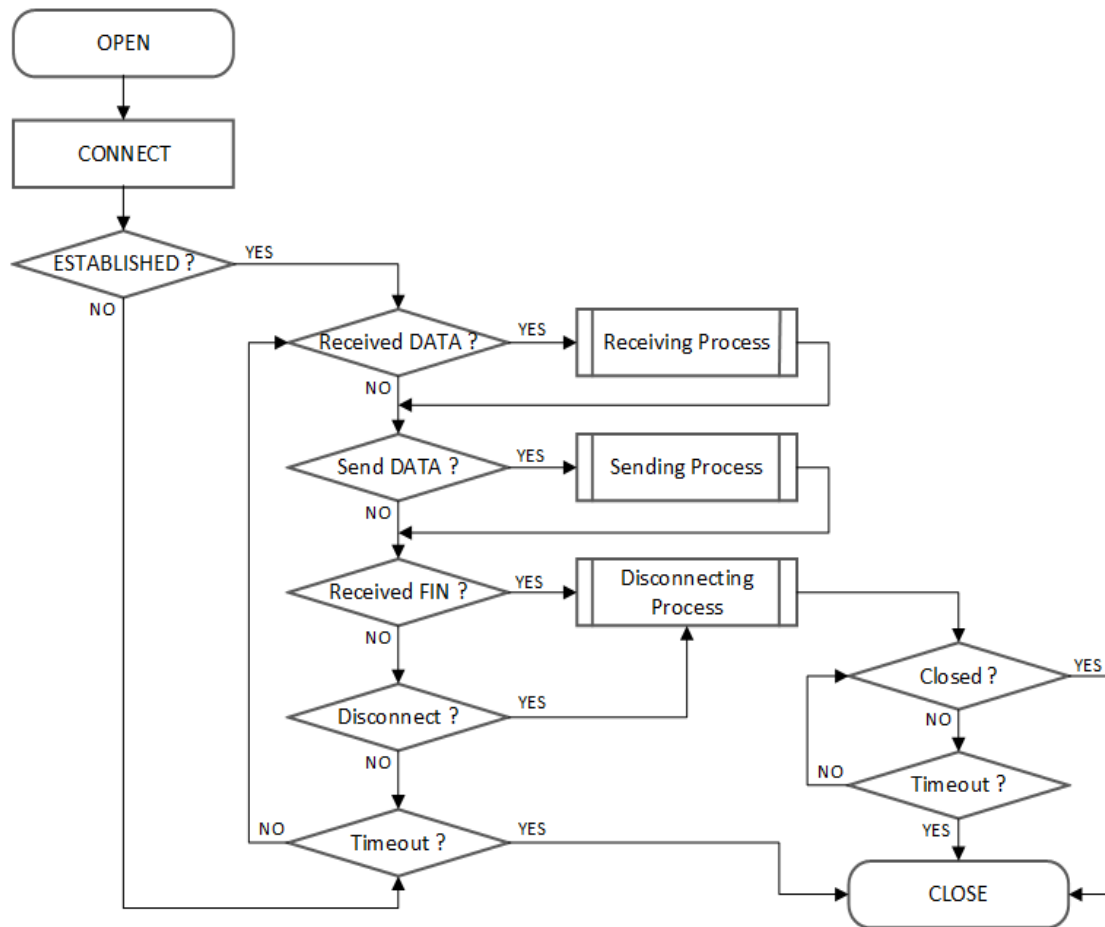 OPEN
CONNECT
ESTABLISHED ?
YES
NO
Received DATA ?
YES
Receiving Process
NO
Send DATA ?
YES
Sending Process
NO
Received FIN ?
YES
Disconnecting
Process
NO
Closed ?
YES
Disconnect ?
YES
NO
NO
NO
Timeout ?
Timeout ?
NO
YES
YES
CLOSE